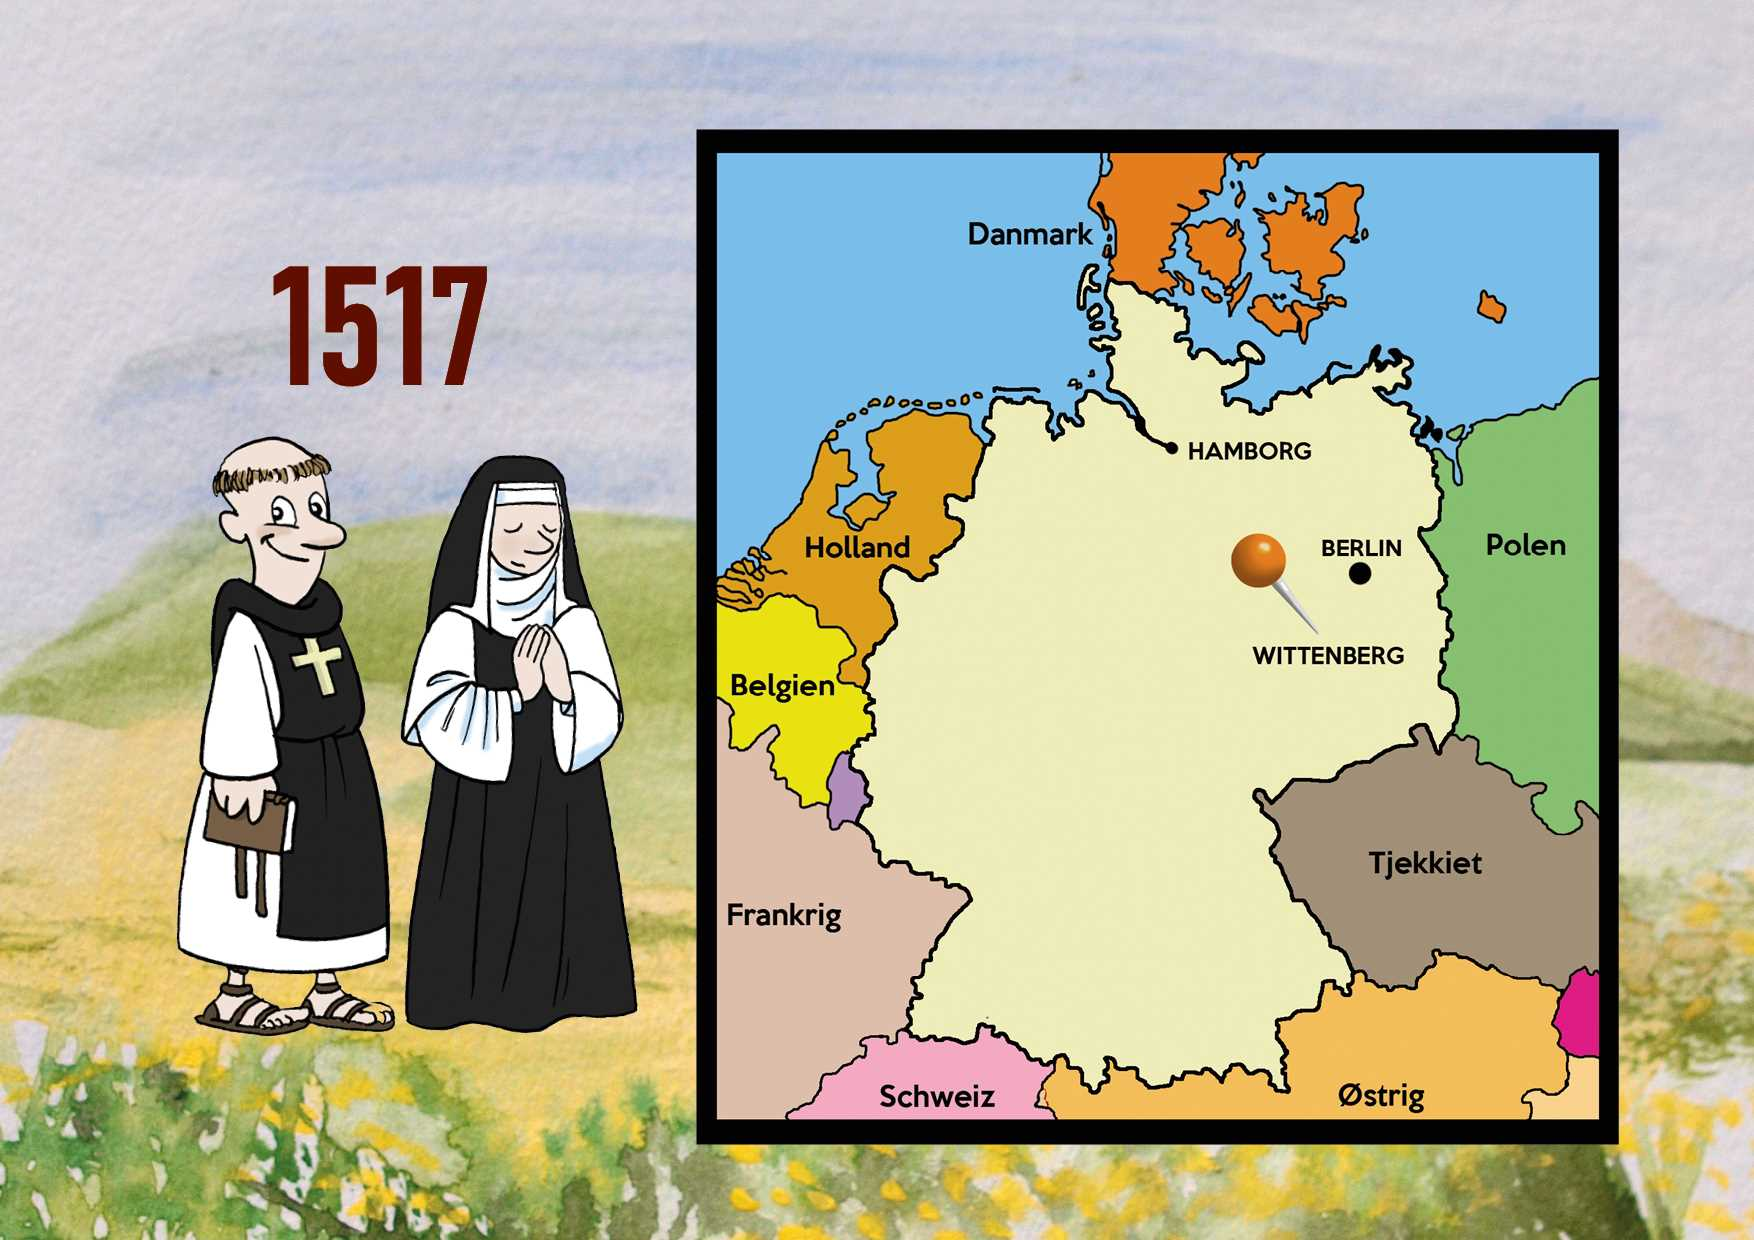 1517
Danmark
HAMBORG
Holland
BERLIN
Polen
WITTENBERG
Belgien
Tjekkiet
Frankrig
Schweiz
Østrig